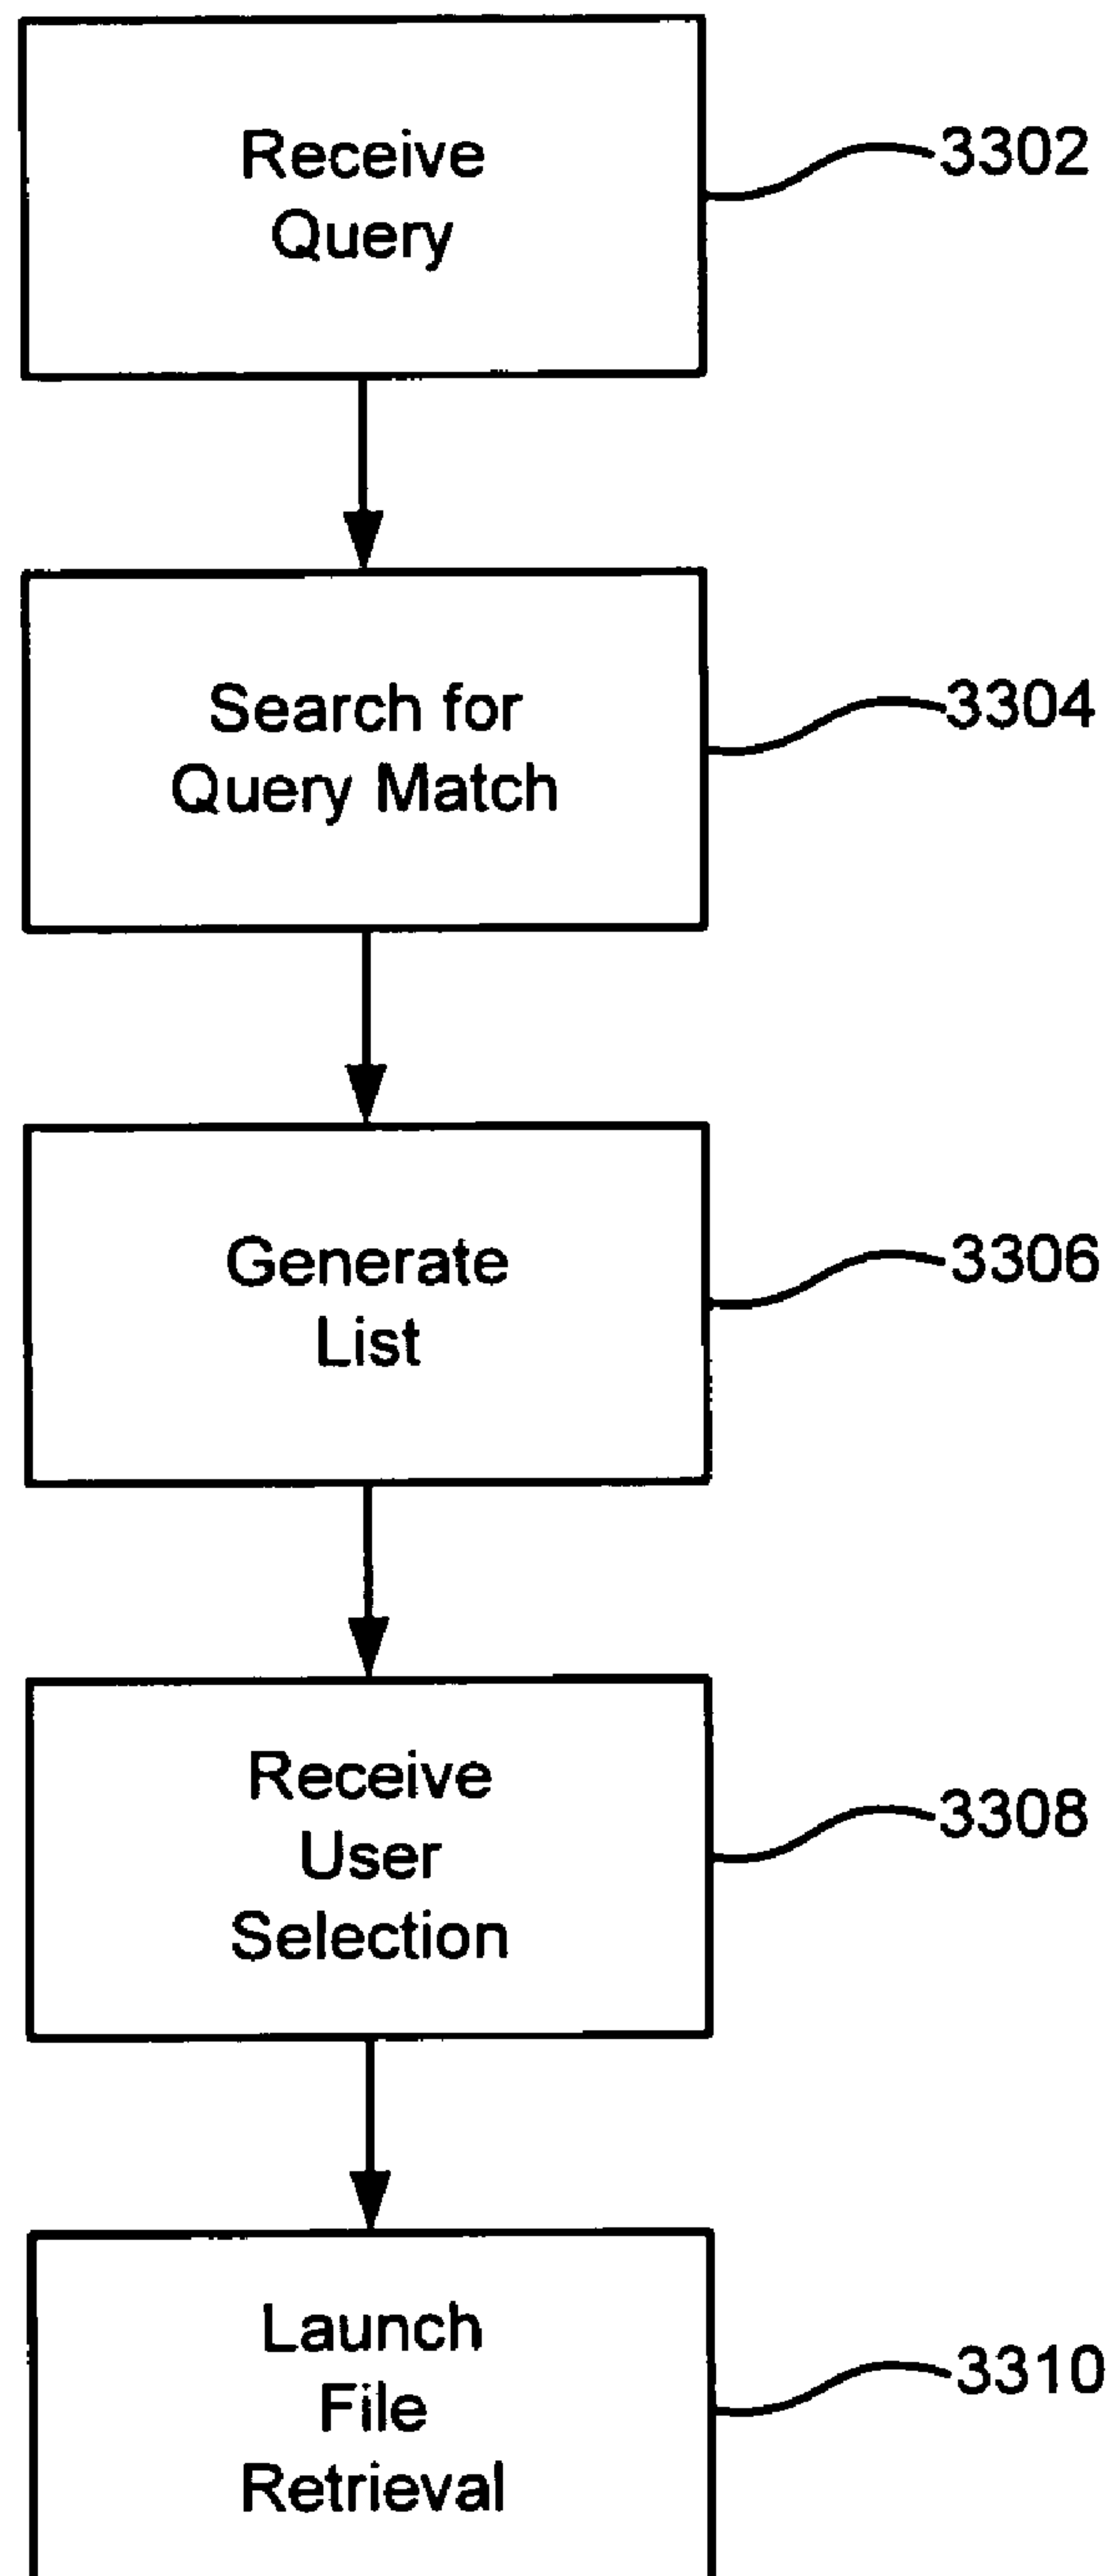 Receive
Query
3302
Search for
Query Match
3304
Generate
List
3306
Receive
User
Selection
3308
Launch
File
Retrieval
3310